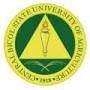 CENTRAL BICOL STATE UNIVERSITY OF AGRICULTURE
• 1918 •